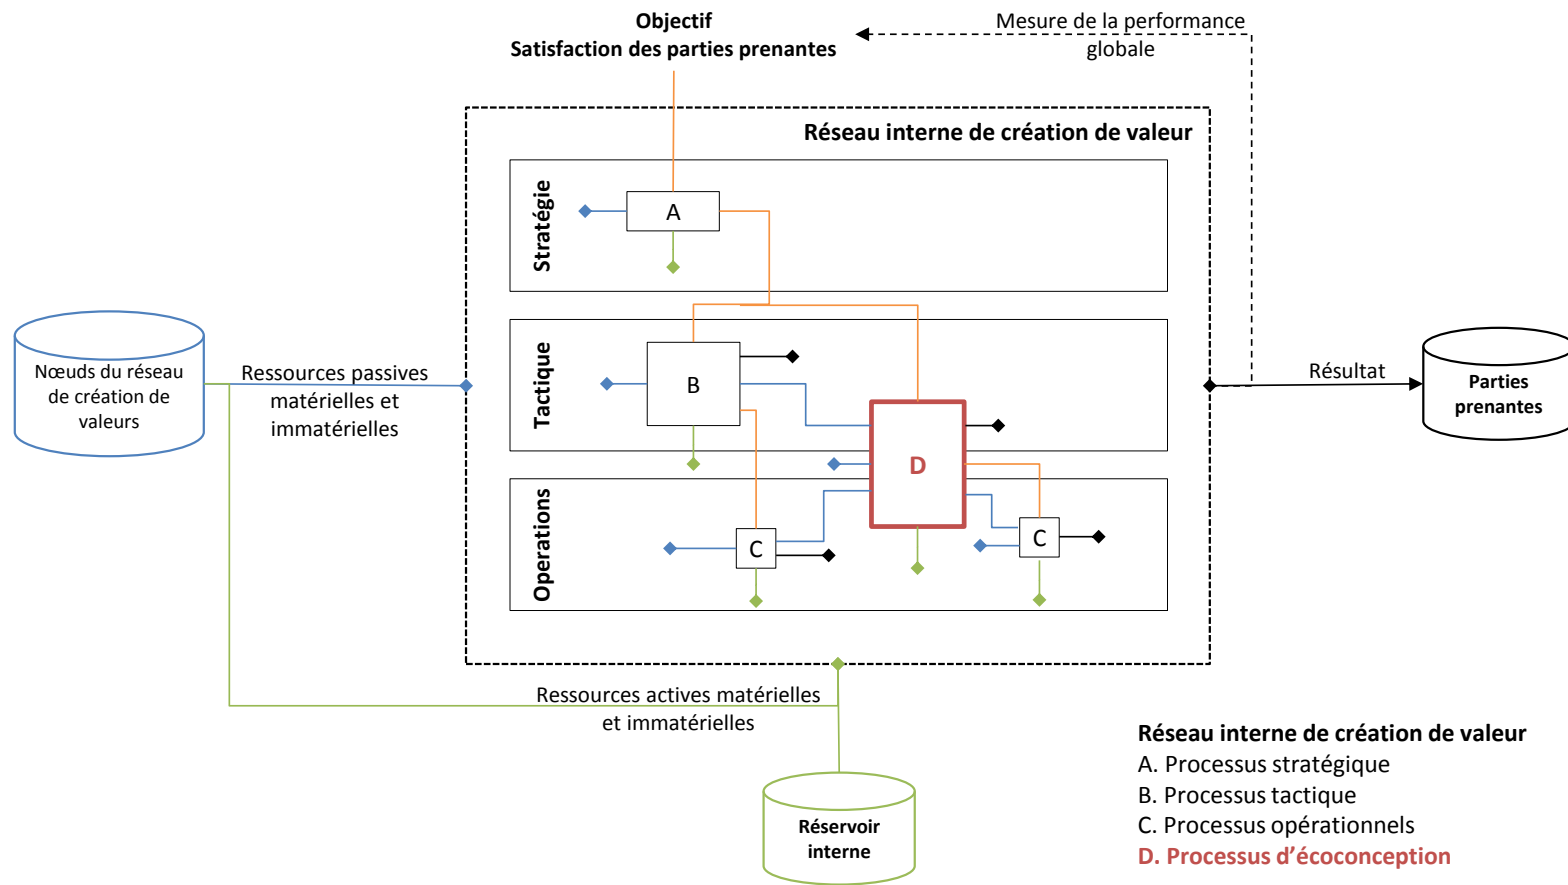 Objectif
Satisfaction des parties prenantes
Mesure de la performance
globale
Réseau interne de création de valeur
Stratégie
A
Nœuds du réseau
de création de
valeurs
Ressources passives
matérielles et
immatérielles
Tactique
B
D
Résultat
Parties
prenantes
Operations
C
C
Ressources actives matérielles
et immatérielles
Réservoir
interne
Réseau interne de création de valeur
A. Processus stratégique
B. Processus tactique
C. Processus opérationnels
D. Processus d'écoconception